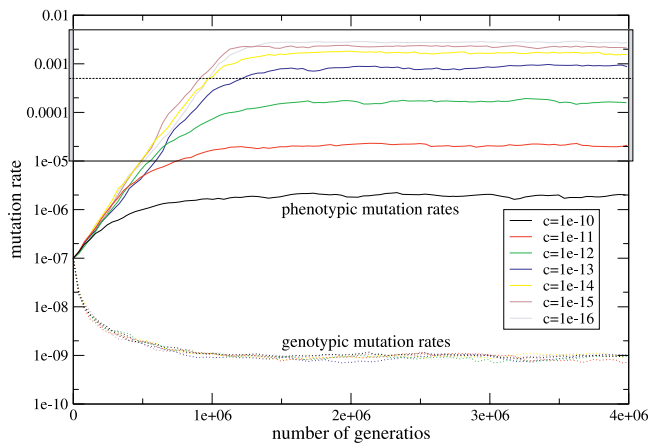 0.01
0.001
0.0001
1e-05
1e-06
1e-07
1e-08
1e-09
1e-10
mutation rate
phenotypic mutation rates
c=1e-10
c=1e-11
c=1e-12
c=1e-13
c=1e-14
c=1e-15
c=1e-16
genotypic mutation rates
0 1e+06 2e+06 3e+06 4e+06
number of generatios